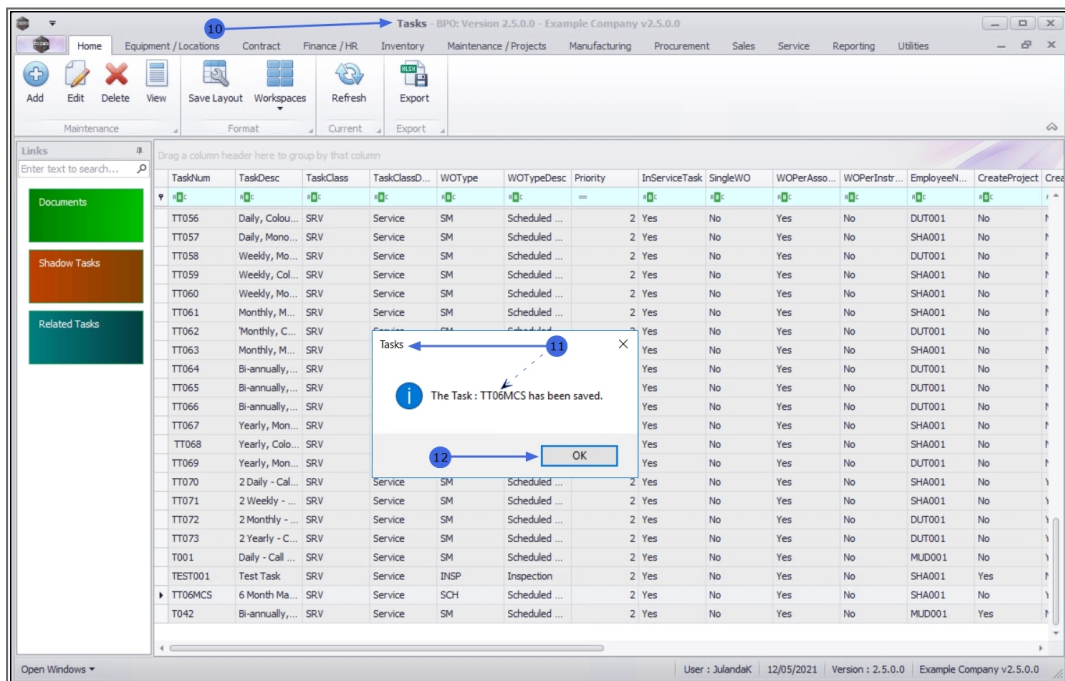 10
Tasks - BPO: Version 2.5.0.0 - Example Company v2.5.0.0
Home Equipment / Locations Contract Finance / HR Inventory Maintenance / Projects Manufacturing Procurement Sales Service Reporting Utilities
Add Edit Delete View Save Layout Workspaces Refresh Export
Maintenance Format Current Export
Links
Enter text to search...
Documents
Shadow Tasks
Related Tasks
Drag a column header here to group by that column
TaskNum TaskDesc TaskClass TaskClassD... WOType WOTypeDesc Priority InServiceTask SingleWO WOPerAsso... WOPerInstr... EmployeeN... CreateProject Crea
TT056 Daily, Colou... SRV Service SM Scheduled ... 2 Yes No Yes No DUT001 No
TT057 Daily, Mono... SRV Service SM Scheduled ... 2 Yes No Yes No SHA001 No
TT058 Weekly, Mo... SRV Service SM Scheduled ... 2 Yes No Yes No DUT001 No
TT059 Weekly, Col... SRV Service SM Scheduled ... 2 Yes No Yes No SHA001 No
TT060 Weekly, Mo... SRV Service SM Scheduled ... 2 Yes No Yes No SHA001 No
TT061 Monthly, M... SRV Service SM Scheduled ... 2 Yes No Yes No SHA001 No
TT062 'Monthly, C... SRV Service SM Scheduled ... 2 Yes No Yes No DUT001 No
TT063 Monthly, M... SRV Yes No Yes No SHA001 No
TT064 Bi-annually,... SRV Yes No Yes No DUT001 No
TT065 Bi-annually,... SRV Yes No Yes No DUT001 No
TT066 Bi-annually,... SRV Yes No Yes No DUT001 No
TT067 Yearly, Mon... SRV Yes No Yes No SHA001 No
TT068 Yearly, Colo... SRV Yes No Yes No SHA001 No
TT069 Yearly, Mon... SRV Yes No Yes No DUT001 No
TT070 2 Daily - Cal... SRV Service SM Scheduled ... 2 Yes No Yes No SHA001 No
TT071 2 Weekly - ... SRV Service SM Scheduled ... 2 Yes No Yes No SHA001 No
TT072 2 Monthly - ... SRV Service SM Scheduled ... 2 Yes No Yes No DUT001 No
TT073 2 Yearly - C... SRV Service SM Scheduled ... 2 Yes No Yes No DUT001 No
T001 Daily - Call ... SRV Service SM Scheduled ... 2 Yes No Yes No MUD001 No
TEST001 Test Task SRV Service INSP Inspection 2 Yes No Yes No SHA001 Yes
TT06MCS 6 Month Ma... SRV Service SCH Scheduled ... 2 Yes No Yes No SHA001 No
T042 Bi-annually,... SRV Service SM Scheduled ... 2 Yes No Yes No MUD001 Yes
Tasks
11
The Task : TT06MCS has been saved.
12
OK
Open Windows
User : JulandaK 12/05/2021 Version : 2.5.0.0 Example Company v2.5.0.0